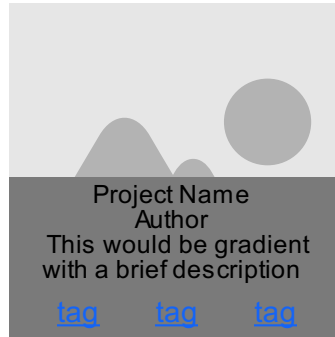 Project Name
Author
This would be gradient
with a brief description
tag tag tag